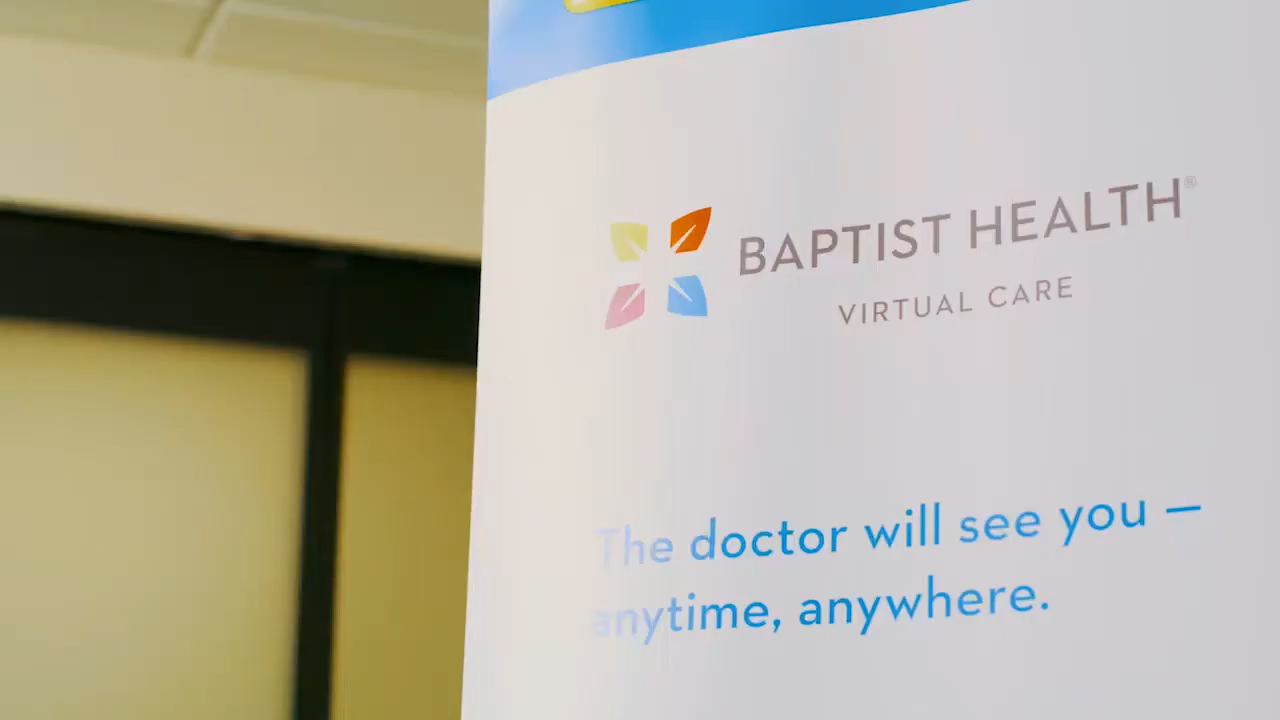 BAPTIST HEALTH®
VIRTUAL CARE
The doctor will see you –
anytime, anywhere.